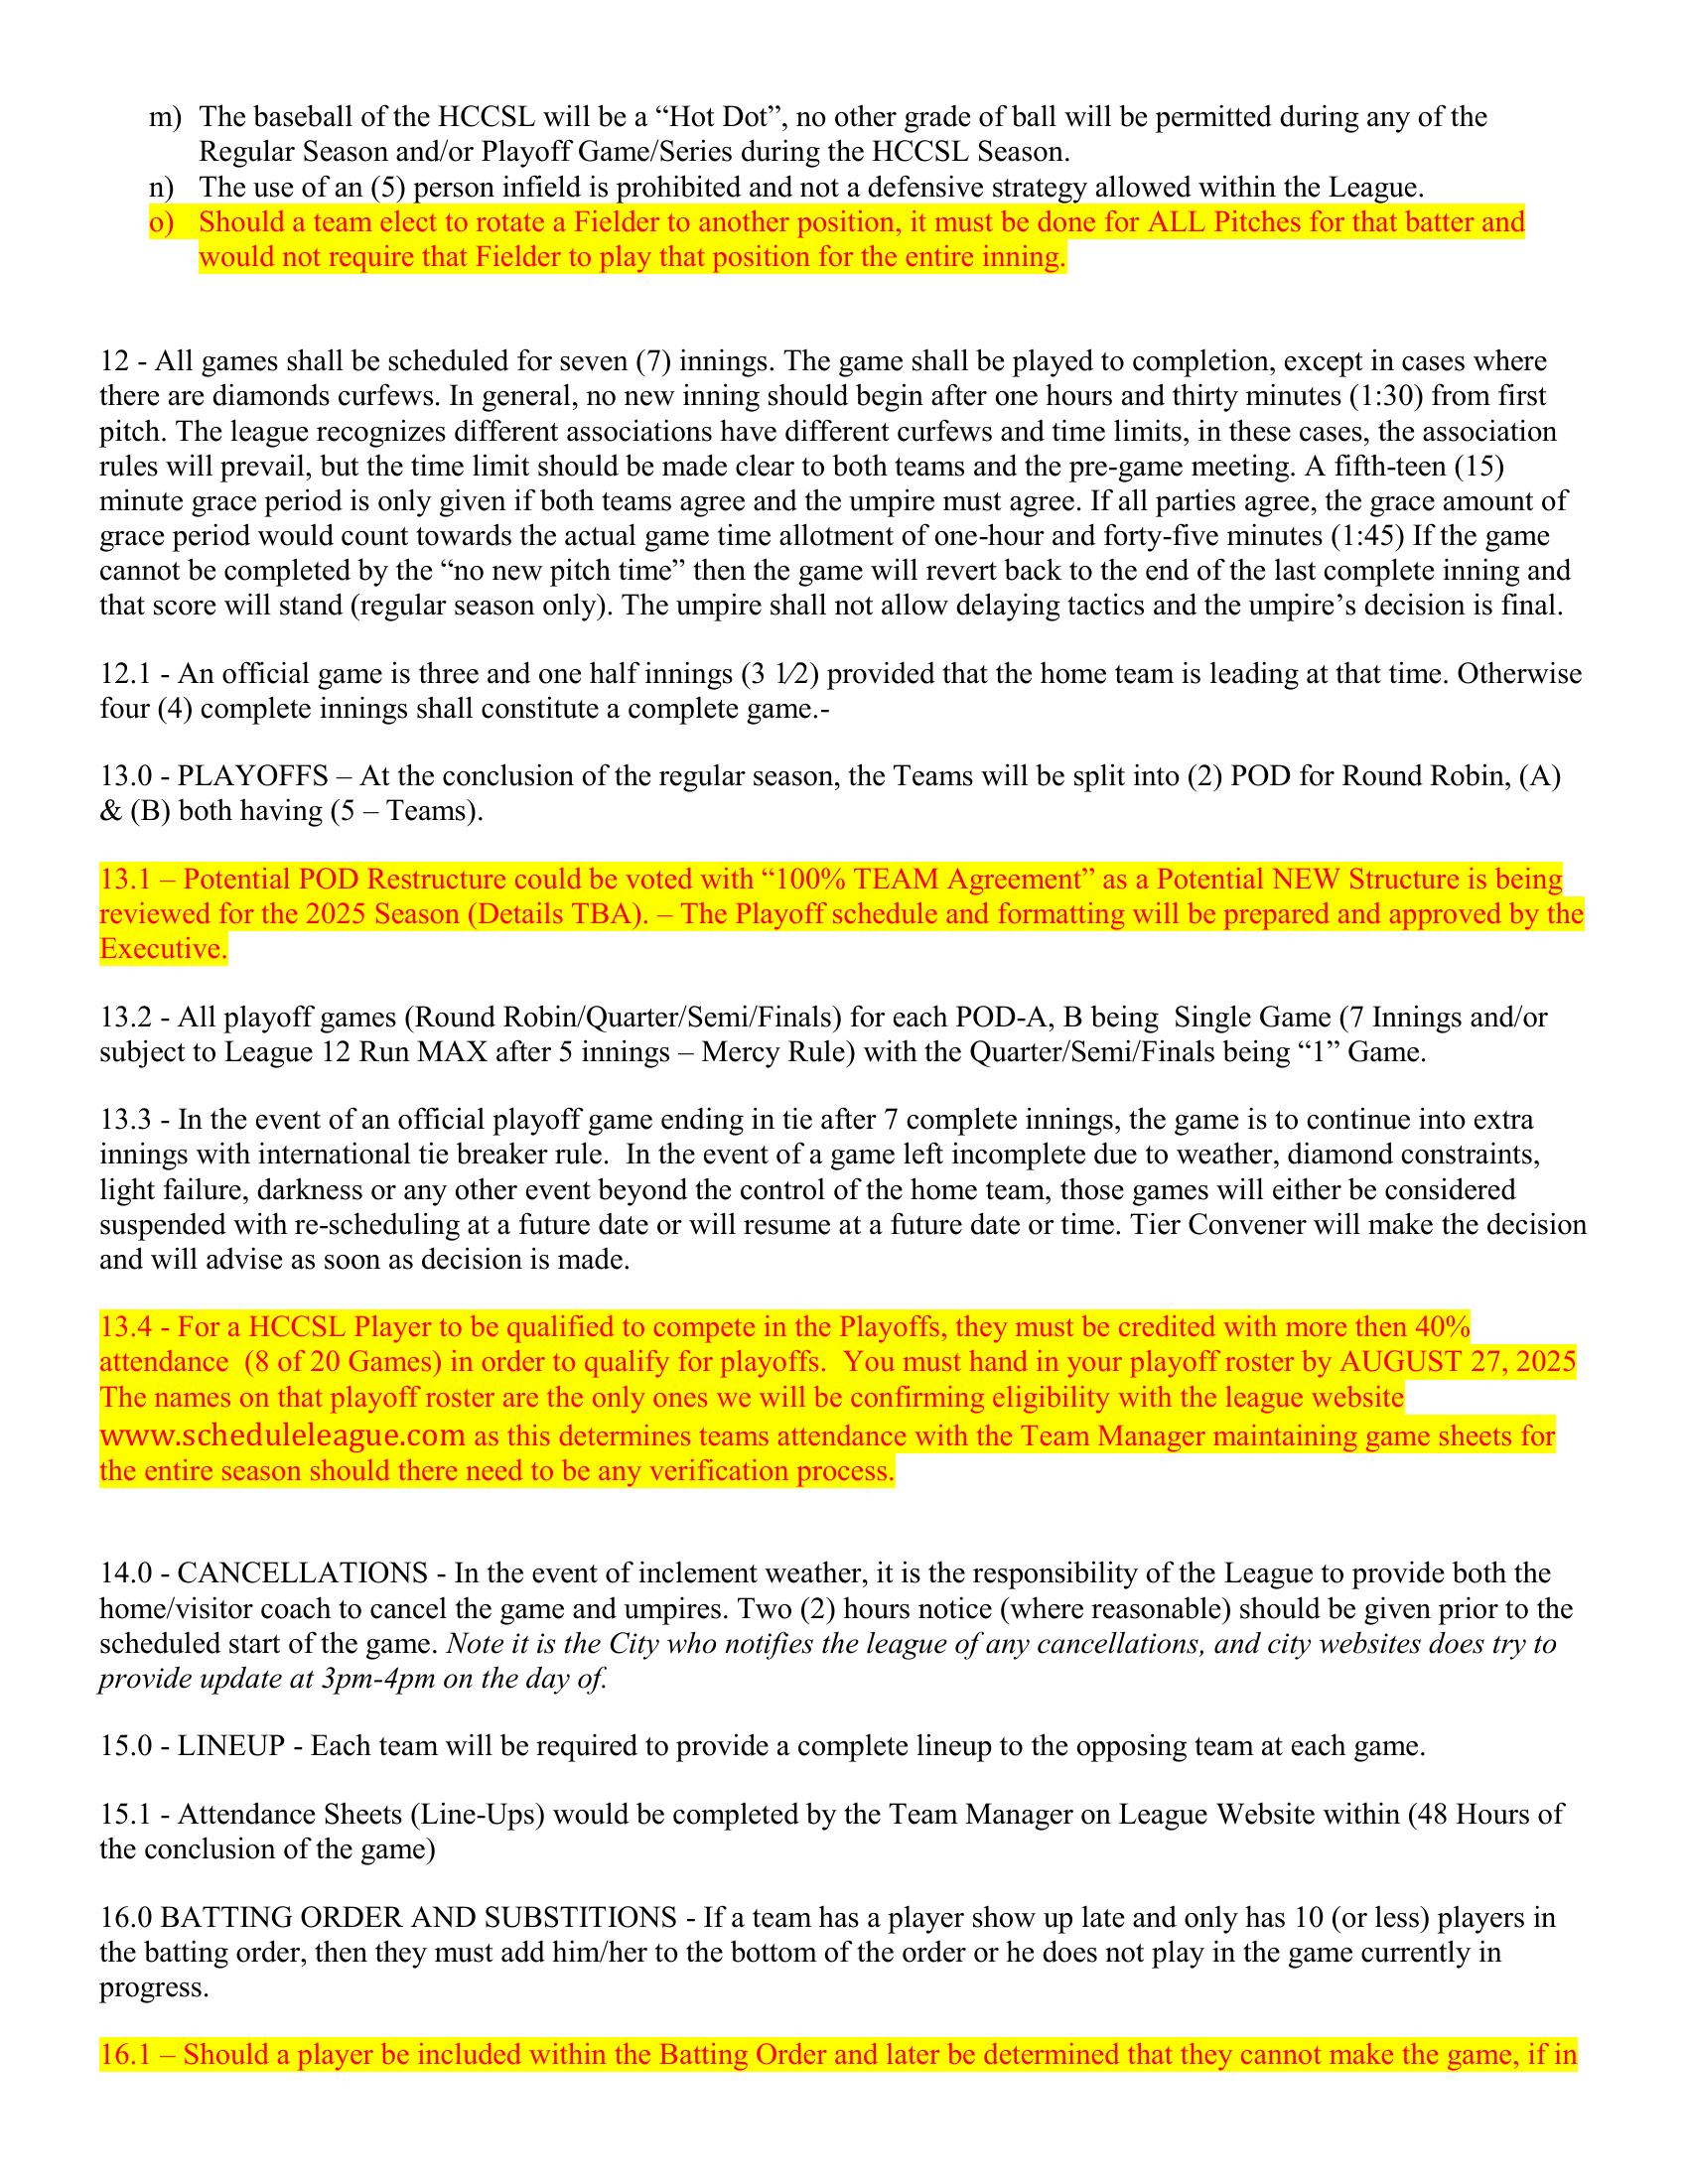 m) The baseball of the HCCSL will be a “Hot Dot”, no other grade of ball will be permitted during any of the
Regular Season and/or Playoff Game/Series during the HCCSL Season.
n) The use of an (5) person infield is prohibited and not a defensive strategy allowed within the League.
o) Should a team elect to rotate a Fielder to another position, it must be done for ALL Pitches for that batter and
would not require that Fielder to play that position for the entire inning.
12 - All games shall be scheduled for seven (7) innings. The game shall be played to completion, except in cases where
there are diamonds curfews. In general, no new inning should begin after one hours and thirty minutes (1:30) from first
pitch. The league recognizes different associations have different curfews and time limits, in these cases, the association
rules will prevail, but the time limit should be made clear to both teams and the pre-game meeting. A fifth-teen (15)
minute grace period is only given if both teams agree and the umpire must agree. If all parties agree, the grace amount of
grace period would count towards the actual game time allotment of one-hour and forty-five minutes (1:45) If the game
cannot be completed by the “no new pitch time” then the game will revert back to the end of the last complete inning and
that score will stand (regular season only). The umpire shall not allow delaying tactics and the umpire’s decision is final.
12.1 - An official game is three and one half innings (3 1⁄2) provided that the home team is leading at that time. Otherwise
four (4) complete innings shall constitute a complete game.-
13.0 - PLAYOFFS – At the conclusion of the regular season, the Teams will be split into (2) POD for Round Robin, (A)
& (B) both having (5 – Teams).
13.1 – Potential POD Restructure could be voted with “100% TEAM Agreement” as a Potential NEW Structure is being
reviewed for the 2025 Season (Details TBA). – The Playoff schedule and formatting will be prepared and approved by the
Executive.
13.2 - All playoff games (Round Robin/Quarter/Semi/Finals) for each POD-A, B being  Single Game (7 Innings and/or
subject to League 12 Run MAX after 5 innings – Mercy Rule) with the Quarter/Semi/Finals being “1” Game.
13.3 - In the event of an official playoff game ending in tie after 7 complete innings, the game is to continue into extra
innings with international tie breaker rule.  In the event of a game left incomplete due to weather, diamond constraints,
light failure, darkness or any other event beyond the control of the home team, those games will either be considered
suspended with re-scheduling at a future date or will resume at a future date or time. Tier Convener will make the decision
and will advise as soon as decision is made.
13.4 - For a HCCSL Player to be qualified to compete in the Playoffs, they must be credited with more then 40%
attendance  (8 of 20 Games) in order to qualify for playoffs.  You must hand in your playoff roster by AUGUST 27, 2025
The names on that playoff roster are the only ones we will be confirming eligibility with the league website
www.scheduleleague.com as this determines teams attendance with the Team Manager maintaining game sheets for
the entire season should there need to be any verification process.
14.0 - CANCELLATIONS - In the event of inclement weather, it is the responsibility of the League to provide both the
home/visitor coach to cancel the game and umpires. Two (2) hours notice (where reasonable) should be given prior to the
scheduled start of the game. Note it is the City who notifies the league of any cancellations, and city websites does try to
provide update at 3pm-4pm on the day of.
15.0 - LINEUP - Each team will be required to provide a complete lineup to the opposing team at each game.
15.1 - Attendance Sheets (Line-Ups) would be completed by the Team Manager on League Website within (48 Hours of
the conclusion of the game)
16.0 BATTING ORDER AND SUBSTITIONS - If a team has a player show up late and only has 10 (or less) players in
the batting order, then they must add him/her to the bottom of the order or he does not play in the game currently in
progress.
16.1 – Should a player be included within the Batting Order and later be determined that they cannot make the game, if in